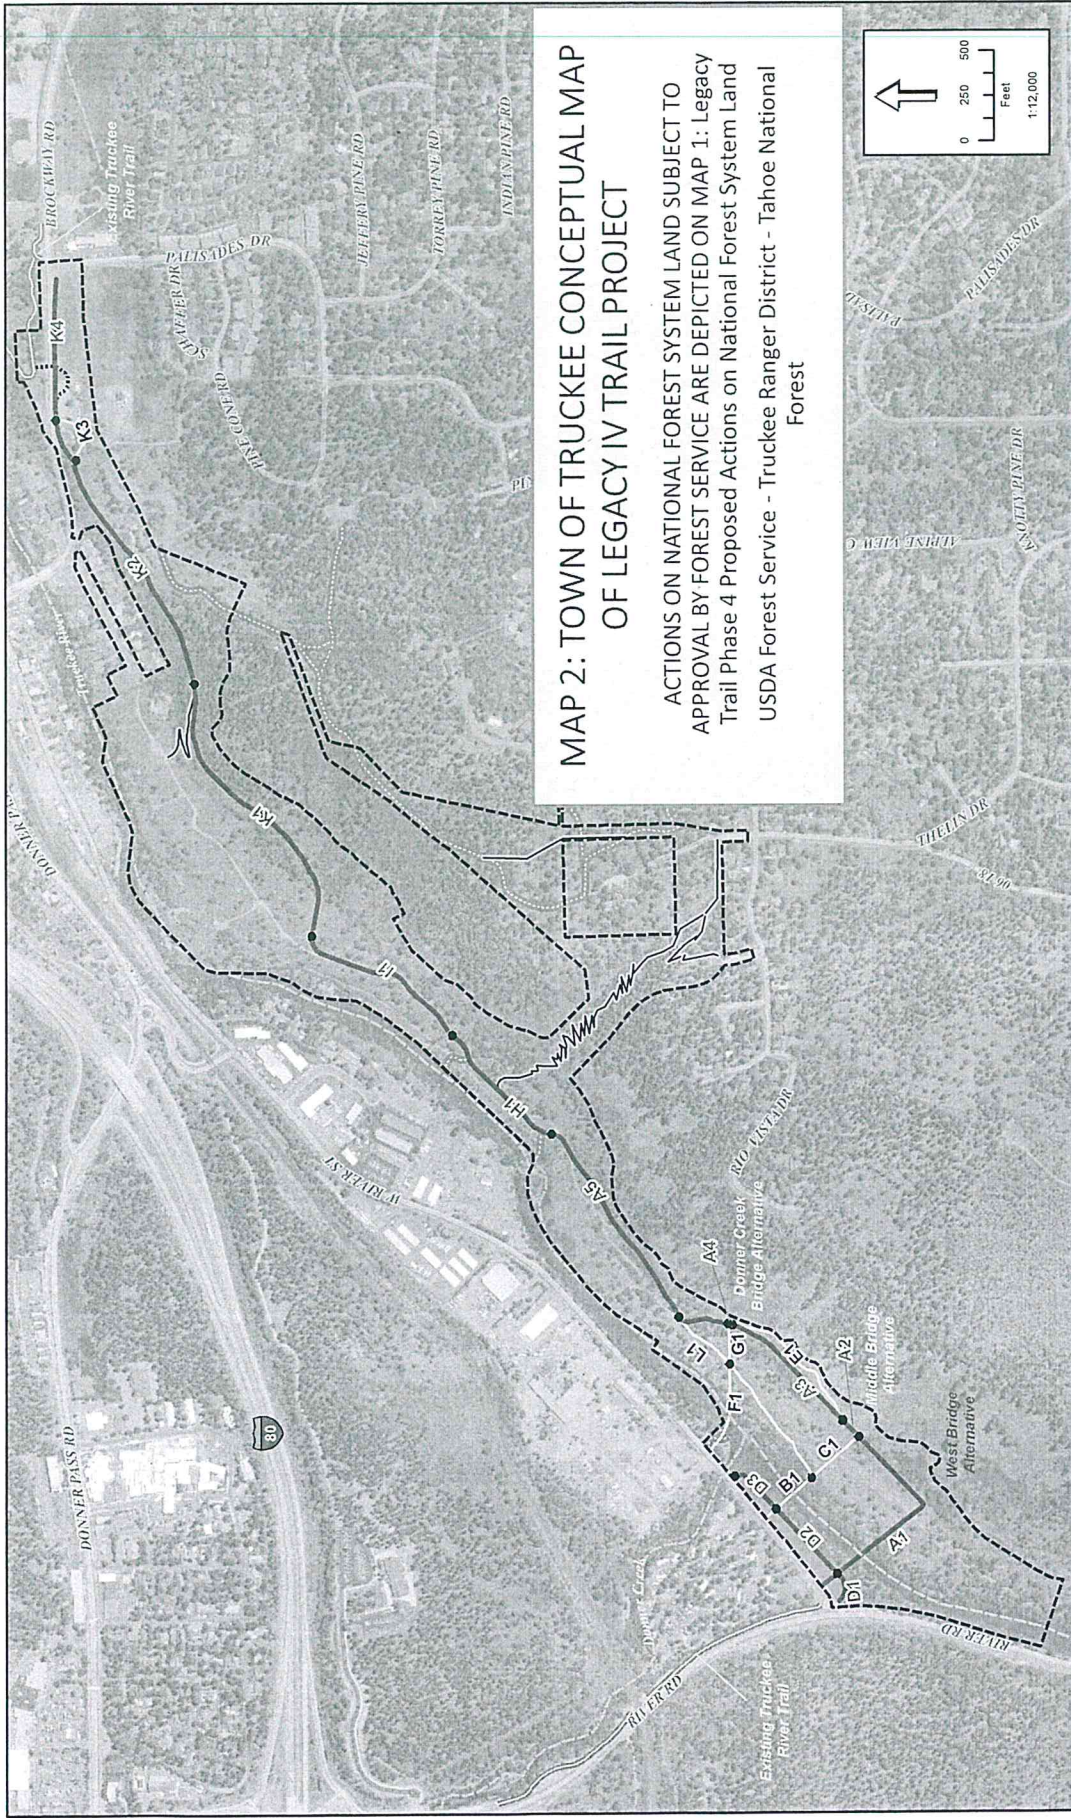 MAP 2: TOWN OF TRUCKEE CONCEPTUAL MAP
OF LEGACY IV TRAIL PROJECT
ACTIONS ON NATIONAL FOREST SYSTEM LAND SUBJECT TO
APPROVAL BY FOREST SERVICE ARE DEPICTED ON MAP 1: Legacy
Trail Phase 4 Proposed Actions on National Forest System Land
USDA Forest Service - Truckee Ranger District - Tahoe National
Forest
0 250 500
Feet
1:12,000
BROCKWAY RD
Existing Truckee
River Trail
PALISADES DR
SCHAEFFER DR
PINE CONE RD
JEFFERY PINE RD
TORREY PINE RD
INDIAN PINE RD
K4
K3
K2
K1
I1
H1
A5
A4
L1
G1
F1
E1
A3
A2
C1
B1
D3
D2
D1
A1
Donner Creek
Bridge Alternative
Middle Bridge
Alternative
West Bridge
Alternative
Truckee River
W RIVER ST
DONNER PASS RD
80
Donner Creek
RIVER RD
RIVER RD
Existing Truckee
River Trail
RIO VISTA DR
THELIN DR
06-18
PALISADES DR
ALPINE VIEW C
KNOTTY PINE DR